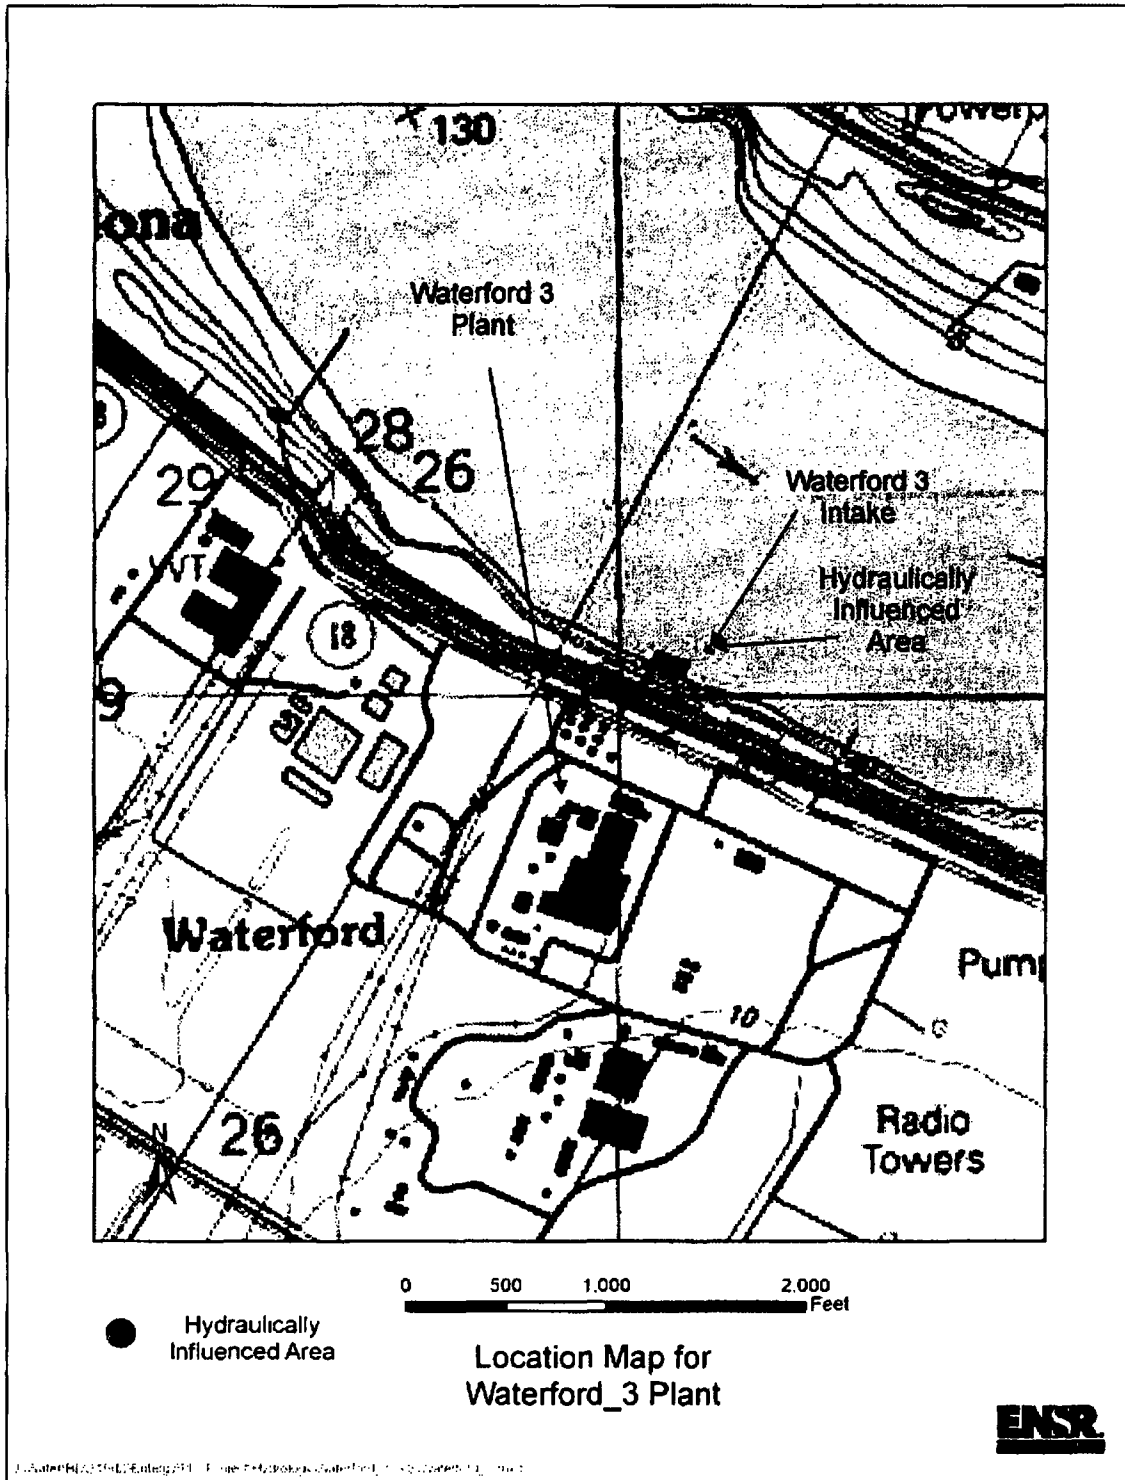 130
ona
Waterford 3
Plant
28
26
29
Waterford 3
Intake
Hydraulically
Influenced
Area
18
Waterford
Pump
10
26
N
Radio
Towers
0 500 1,000 2,000
Feet
Hydraulically
Influenced Area
Location Map for
Waterford_3 Plant
ENSR